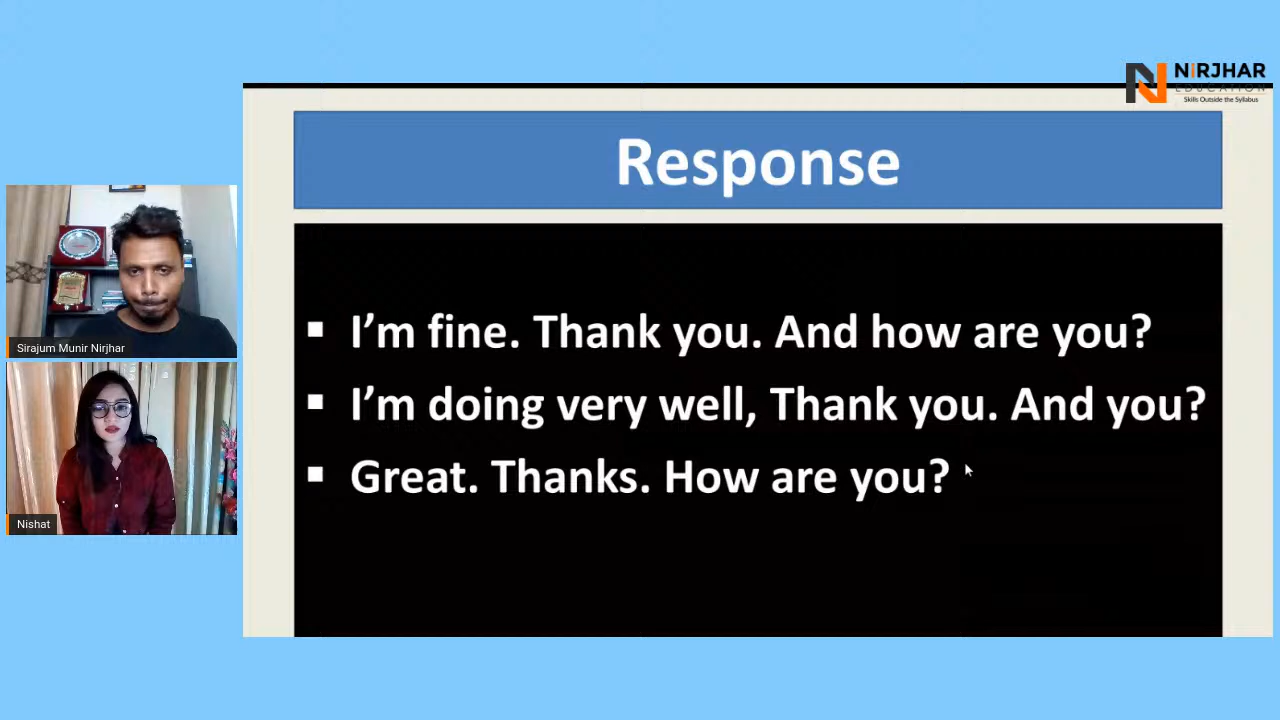 NiRJHAR
EDUCATION
Skills Outside the Syllabus
Response
I’m fine. Thank you. And how are you?
I’m doing very well, Thank you. And you?
Great. Thanks. How are you?
Sirajum Munir Nirjhar
Nishat